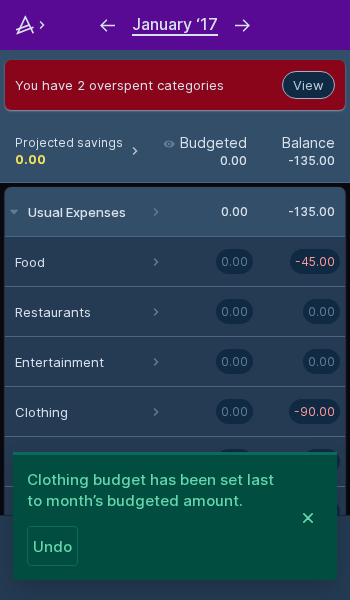 January ‘17
You have 2 overspent categories
View
Projected savings
0.00
Budgeted
0.00
Balance
-135.00
Usual Expenses 0.00 -135.00
Food 0.00 -45.00
Restaurants 0.00 0.00
Entertainment 0.00 0.00
Clothing 0.00 -90.00
Clothing budget has been set last
to month’s budgeted amount.
Undo